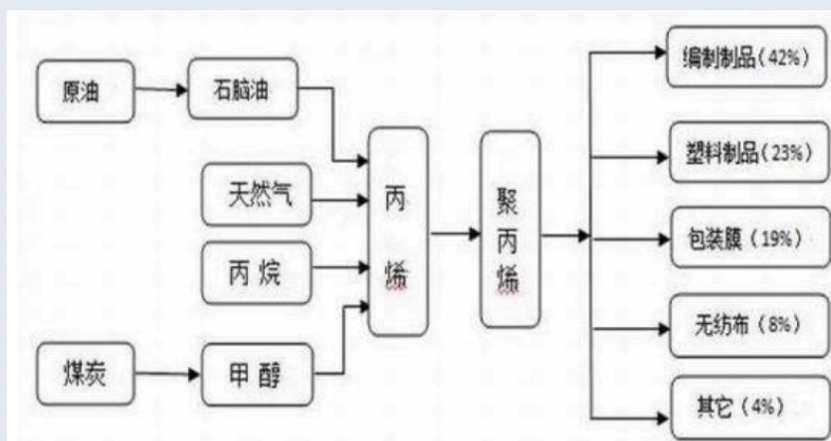 原油
石脑油
天然气
丙烷
煤炭
甲醇
丙烯
聚丙烯
编制制品(42%)
塑料制品(23%)
包装膜(19%)
无纺布(8%)
其它(4%)